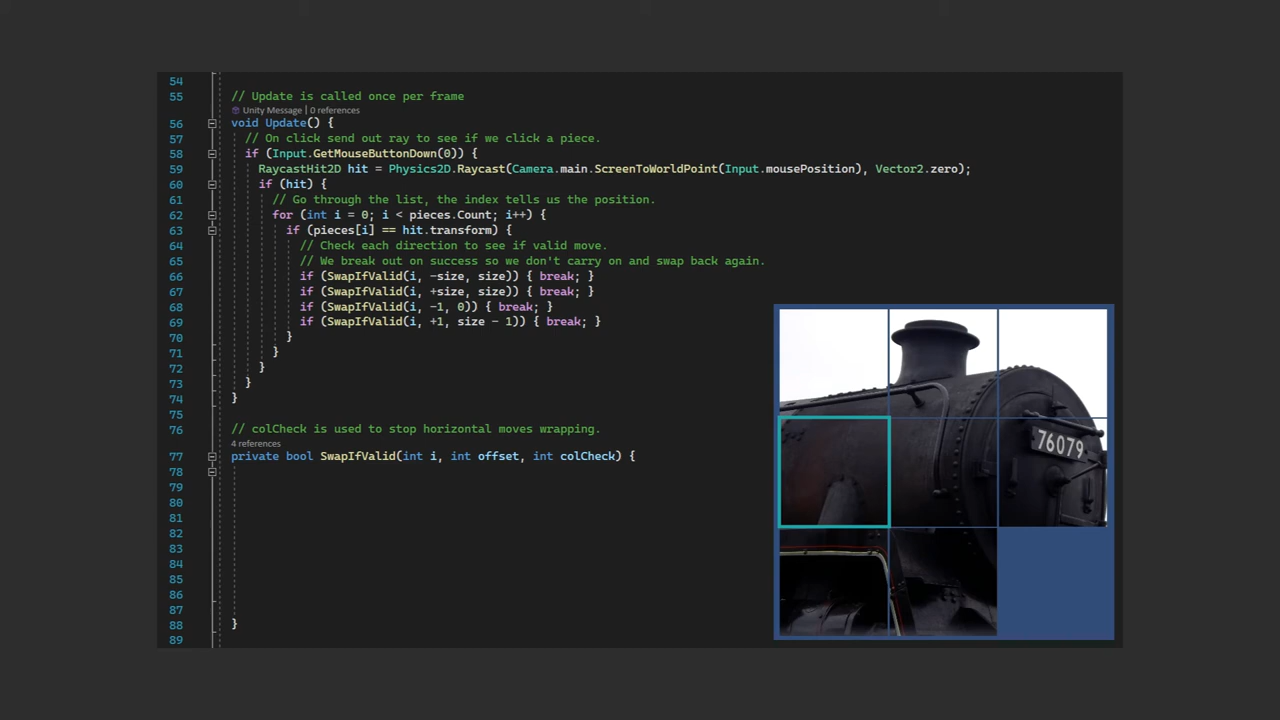 54
55 // Update is called once per frame
Unity Message | 0 references
56 void Update() {
57 // On click send out ray to see if we click a piece.
58 if (Input.GetMouseButtonDown(0)) {
59 RaycastHit2D hit = Physics2D.Raycast(Camera.main.ScreenToWorldPoint(Input.mousePosition), Vector2.zero);
60 if (hit) {
61 // Go through the list, the index tells us the position.
62 for (int i = 0; i < pieces.Count; i++) {
63 if (pieces[i] == hit.transform) {
64 // Check each direction to see if valid move.
65 // We break out on success so we don't carry on and swap back again.
66 if (SwapIfValid(i, -size, size)) { break; }
67 if (SwapIfValid(i, +size, size)) { break; }
68 if (SwapIfValid(i, -1, 0)) { break; }
69 if (SwapIfValid(i, +1, size - 1)) { break; }
70 }
71 }
72 }
73 }
74 }
75
76 // colCheck is used to stop horizontal moves wrapping.
4 references
77 private bool SwapIfValid(int i, int offset, int colCheck) {
78
79
80
81
82
83
84
85
86
87
88 }
89
76079